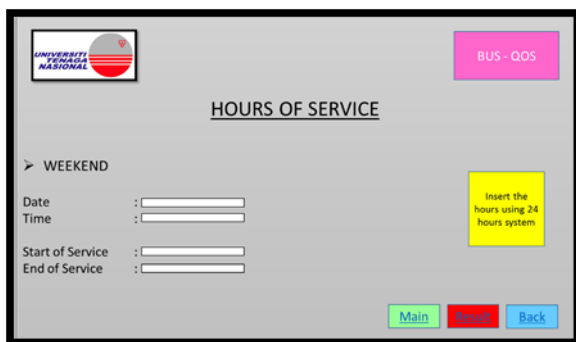 UNIVERSITI
TENAGA
NASIONAL
BUS - QOS
HOURS OF SERVICE
➤ WEEKEND
Date :
Time :
Insert the
hours using 24
hours system
Start of Service :
End of Service :
Main
Result
Back